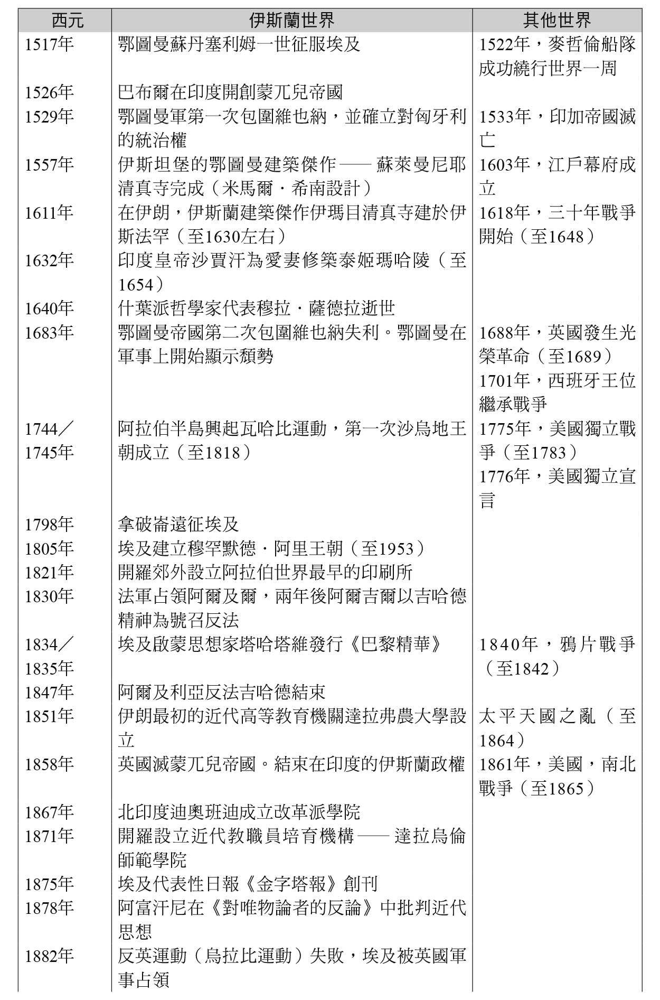 西元 伊斯蘭世界 其他世界
1517年 鄂圖曼蘇丹塞利姆一世征服埃及 1522年，麥哲倫船隊
成功繞行世界一周
1526年 巴布爾在印度開創蒙兀兒帝國
1529年 鄂圖曼軍第一次包圍維也納，並確立對匈牙利 1533年，印加帝國滅
的統治權 亡
1557年 伊斯坦堡的鄂圖曼建築傑作——蘇萊曼尼耶 1603年，江戶幕府成
清真寺完成（米馬爾．希南設計） 立
1611年 在伊朗，伊斯蘭建築傑作伊瑪目清真寺建於伊 1618年，三十年戰爭
斯法罕（至1630左右） 開始（至1648）
1632年 印度皇帝沙賈汗為愛妻修築泰姬瑪哈陵（至
1654）
1640年 什葉派哲學家代表穆拉．薩德拉逝世
1683年 鄂圖曼帝國第二次包圍維也納失利。鄂圖曼在 1688年，英國發生光
軍事上開始顯示頹勢 榮革命（至1689）
1701年，西班牙王位
繼承戰爭
1744／ 阿拉伯半島興起瓦哈比運動，第一次沙烏地王 1775年，美國獨立戰
1745年 朝成立（至1818） 爭（至1783）
1776年，美國獨立宣
言
1798年 拿破崙遠征埃及
1805年 埃及建立穆罕默德．阿里王朝（至1953）
1821年 開羅郊外設立阿拉伯世界最早的印刷所
1830年 法軍占領阿爾及爾，兩年後阿爾吉爾以吉哈德
精神為號召反法
1834／ 埃及啟蒙思想家塔哈塔維發行《巴黎精華》 1840年，鴉片戰爭
1835年 （至1842）
1847年 阿爾及利亞反法吉哈德結束
1851年 伊朗最初的近代高等教育機關達拉弗農大學設 太平天國之亂（至
立 1864）
1858年 英國滅蒙兀兒帝國。結束在印度的伊斯蘭政權 1861年，美國，南北
戰爭（至1865）
1867年 北印度迪奧班迪成立改革派學院
1871年 開羅設立近代教職員培育機構——達拉烏倫
師範學院
1875年 埃及代表性日報《金字塔報》創刊
1878年 阿富汗尼在《對唯物論者的反論》中批判近代
思想
1882年 反英運動（烏拉比運動）失敗，埃及被英國軍
事占領